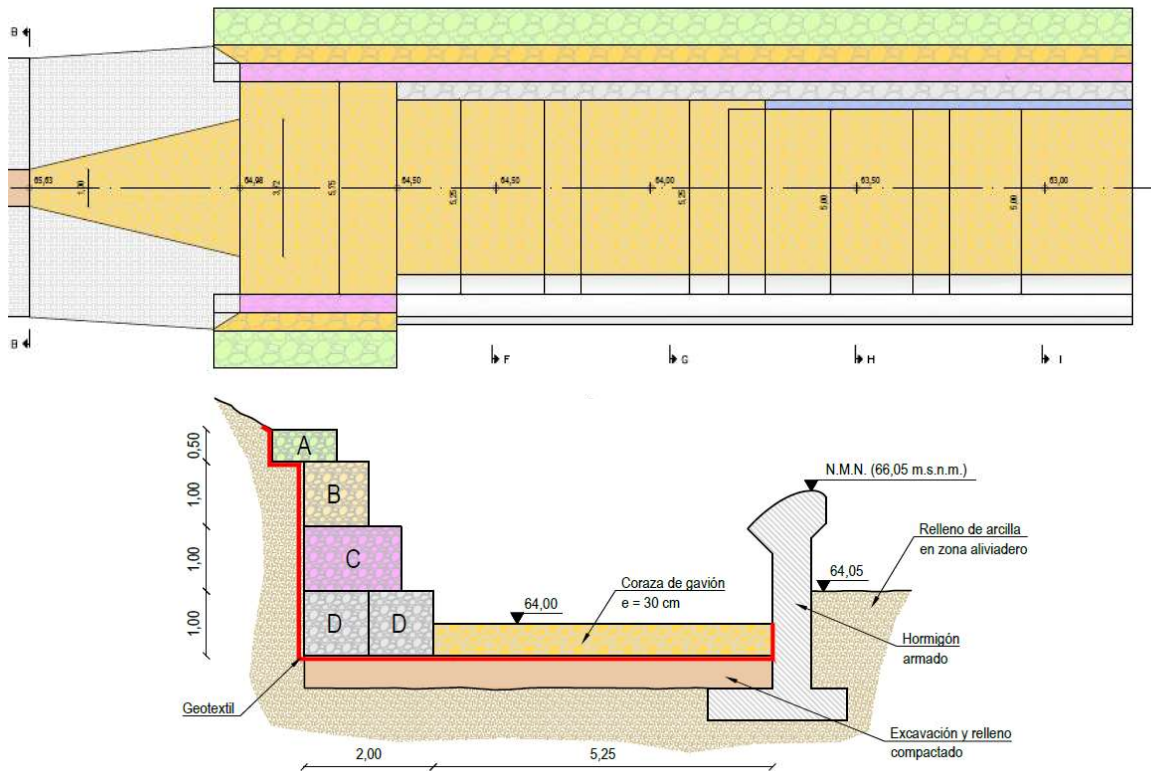 B
65,63
1,00
64,98
3,72
5,75
64,50
5,25
64,50
64,00
5,25
63,50
5,00
63,00
5,00
B
F
G
H
I
0,50
1,00
1,00
1,00
A
B
C
D
D
N.M.N. (66,05 m.s.n.m.)
Relleno de arcilla
en zona aliviadero
64,05
64,00
Coraza de gavión
e = 30 cm
Hormigón
armado
Geotextil
Excavación y relleno
compactado
2,00
5,25